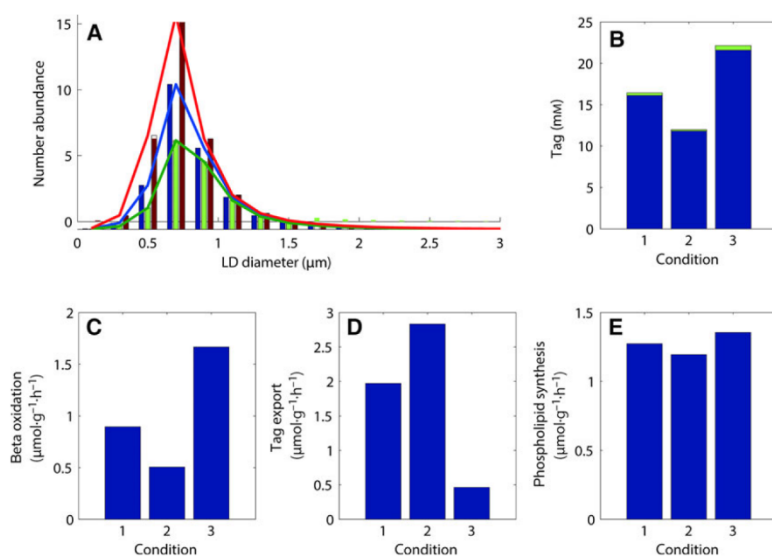 A
Number abundance
15
10
5
0
0
0.5
1
1.5
2
2.5
3
LD diameter (µm)
B
Tag (mM)
25
20
15
10
25
0
1 2 3
Condition
C
Beta oxidation
(µmol·g⁻¹·h⁻¹)
2
1.5
1
0.5
0
1 2 3
Condition
D
Tag export
(µmol·g⁻¹·h⁻¹)
3
2.5
2
1.5
1
0.5
0
1 2 3
Condition
E
Phospholipid synthesis
(µmol·g⁻¹·h⁻¹)
1.5
1
0.5
0
1 2 3
Condition